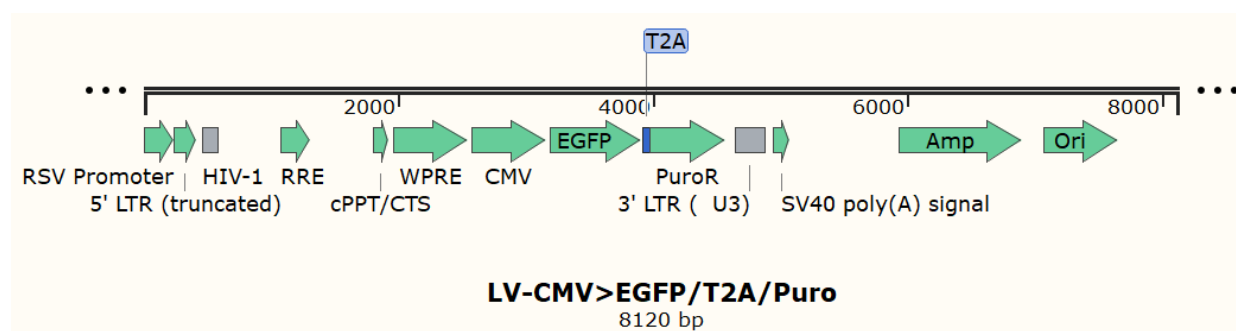 T2A
2000 4000 6000 8000
EGFP Amp Ori
RSV Promoter HIV-1 RRE WPRE CMV PuroR
5' LTR (truncated) cPPT/CTS 3' LTR ( U3) SV40 poly(A) signal
LV-CMV>EGFP/T2A/Puro
8120 bp